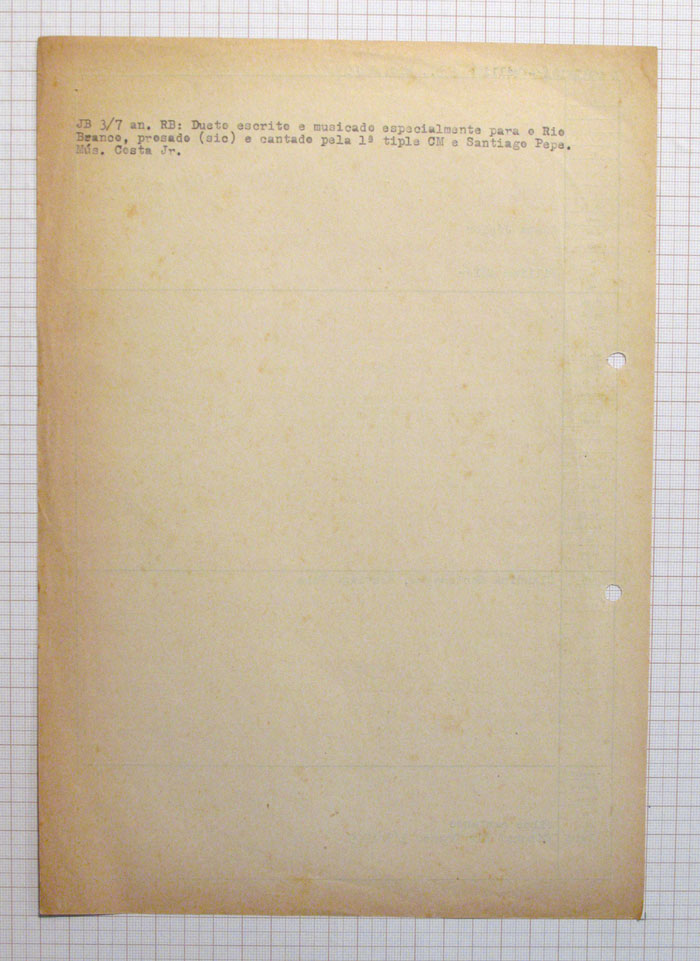 JB 3/7 an. RB: Dueto escrito e musicado especialmente para o Rio
Branco, prosado (sic) e cantado pela 1ª tiple CM e Santiago Pepe.
Mús. Costa Jr.